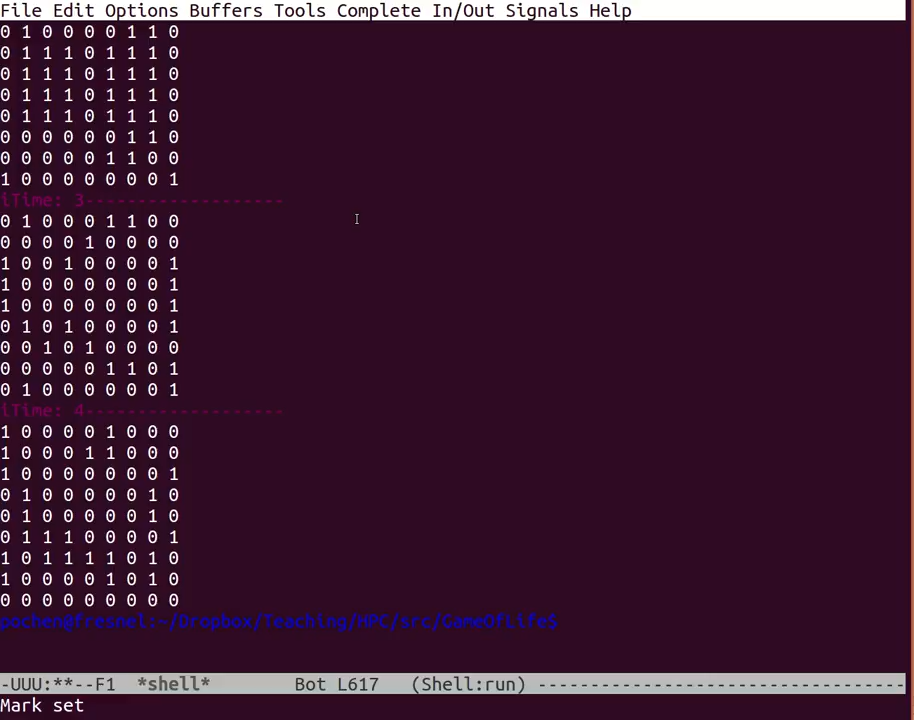 File Edit Options Buffers Tools Complete In/Out Signals Help
0 1 0 0 0 0 1 1 0
0 1 1 1 0 1 1 1 0
0 1 1 1 0 1 1 1 0
0 1 1 1 0 1 1 1 0
0 1 1 1 0 1 1 1 0
0 0 0 0 0 0 1 1 0
0 0 0 0 0 1 1 0 0
1 0 0 0 0 0 0 0 1
iTime: 3-------------------
0 1 0 0 0 1 1 0 0
0 0 0 0 1 0 0 0 0
1 0 0 1 0 0 0 0 1
1 0 0 0 0 0 0 0 1
1 0 0 0 0 0 0 0 1
0 1 0 1 0 0 0 0 1
0 0 1 0 1 0 0 0 0
0 0 0 0 0 1 1 0 1
0 1 0 0 0 0 0 0 1
iTime: 4-------------------
1 0 0 0 0 1 0 0 0
1 0 0 0 1 1 0 0 0
1 0 0 0 0 0 0 0 1
0 1 0 0 0 0 0 1 0
0 1 0 0 0 0 0 1 0
0 1 1 1 0 0 0 0 1
1 0 1 1 1 1 0 1 0
1 0 0 0 0 1 0 1 0
0 0 0 0 0 0 0 0 0
pochen@fresnel:~/Dropbox/Teaching/MPC/src/GameOfLife$
-UUU:**--F1  *shell*        Bot L617   (Shell:run) -----------------------------------
Mark set